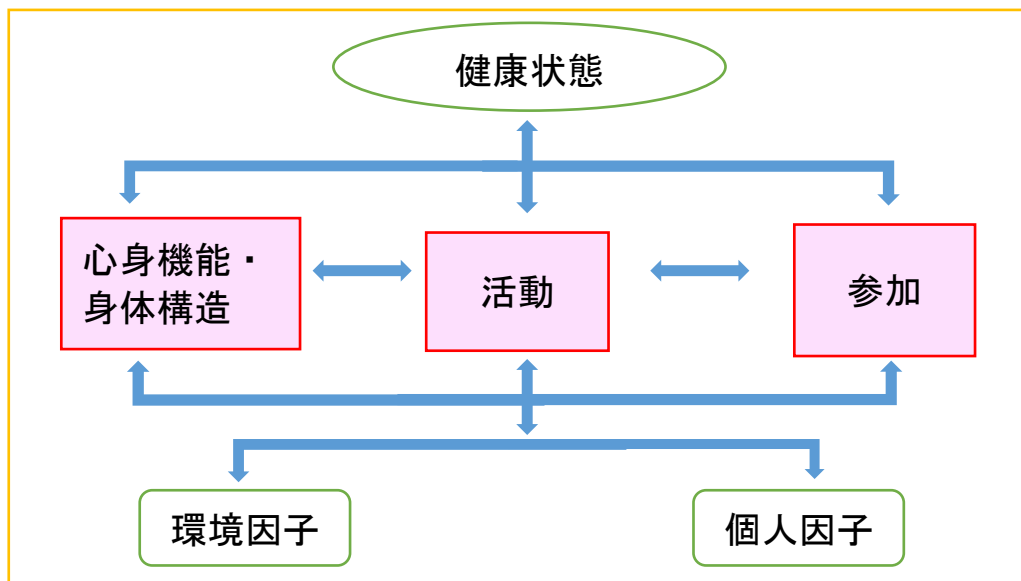 健康状態
心身機能・
身体構造
活動
参加
環境因子
個人因子